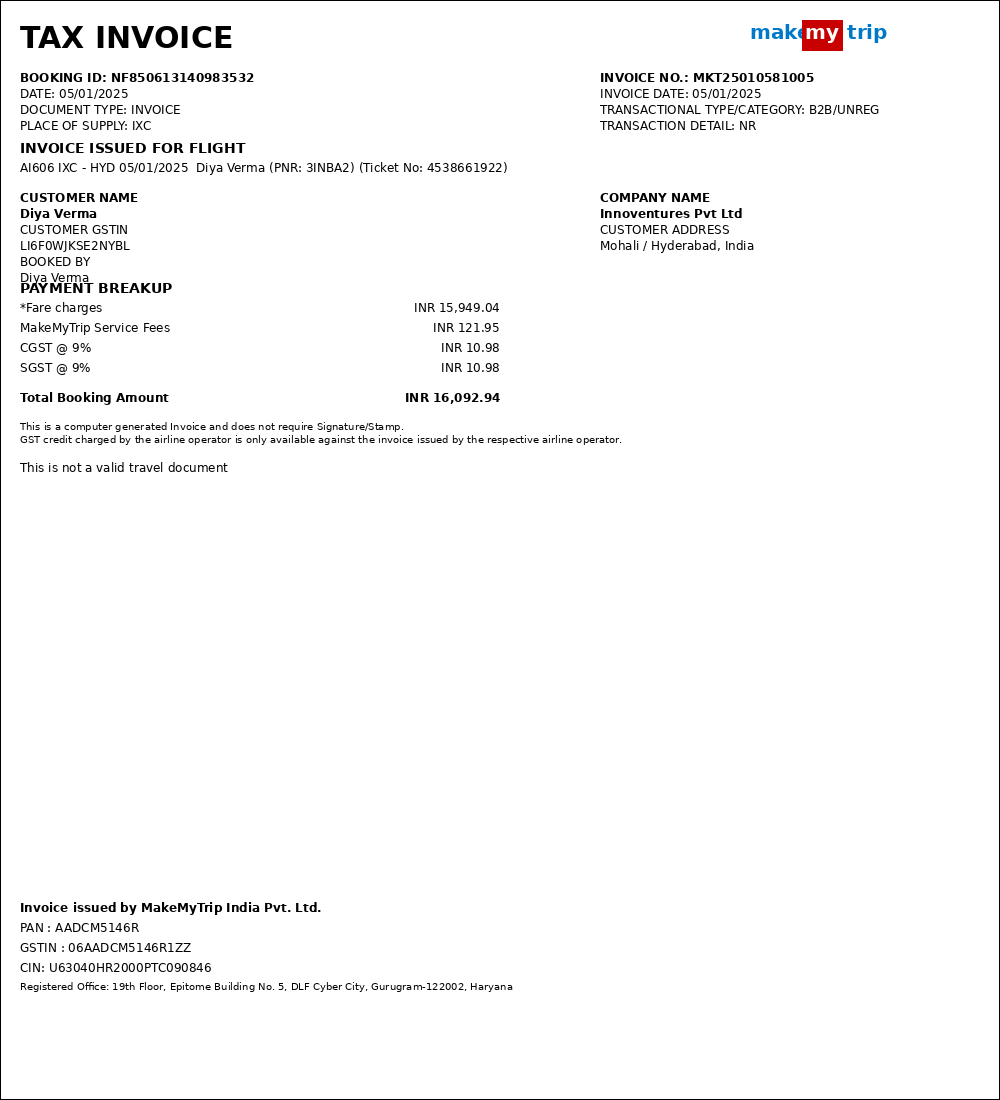 TAX INVOICE
make my trip
BOOKING ID: NF850613140983532
DATE: 05/01/2025
DOCUMENT TYPE: INVOICE
PLACE OF SUPPLY: IXC
INVOICE NO.: MKT25010581005
INVOICE DATE: 05/01/2025
TRANSACTIONAL TYPE/CATEGORY: B2B/UNREG
TRANSACTION DETAIL: NR
INVOICE ISSUED FOR FLIGHT
AI606 IXC - HYD 05/01/2025 Diya Verma (PNR: 3INBA2) (Ticket No: 4538661922)
CUSTOMER NAME
Diya Verma
CUSTOMER GSTIN
LI6F0WJKSE2NYBL
BOOKED BY
Diya Verma
COMPANY NAME
Innoventures Pvt Ltd
CUSTOMER ADDRESS
Mohali / Hyderabad, India
PAYMENT BREAKUP
*Fare charges INR 15,949.04
MakeMyTrip Service Fees INR 121.95
CGST @ 9% INR 10.98
SGST @ 9% INR 10.98
Total Booking Amount INR 16,092.94
This is a computer generated Invoice and does not require Signature/Stamp.
GST credit charged by the airline operator is only available against the invoice issued by the respective airline operator.
This is not a valid travel document
Invoice issued by MakeMyTrip India Pvt. Ltd.
PAN : AADCM5146R
GSTIN : 06AADCM5146R1ZZ
CIN: U63040HR2000PTC090846
Registered Office: 19th Floor, Epitome Building No. 5, DLF Cyber City, Gurugram-122002, Haryana